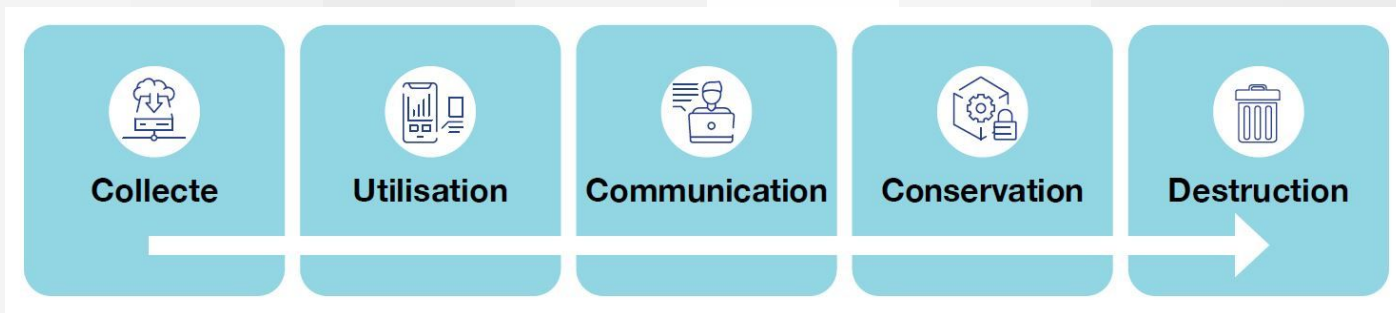 Collecte
Utilisation
Communication
Conservation
Destruction